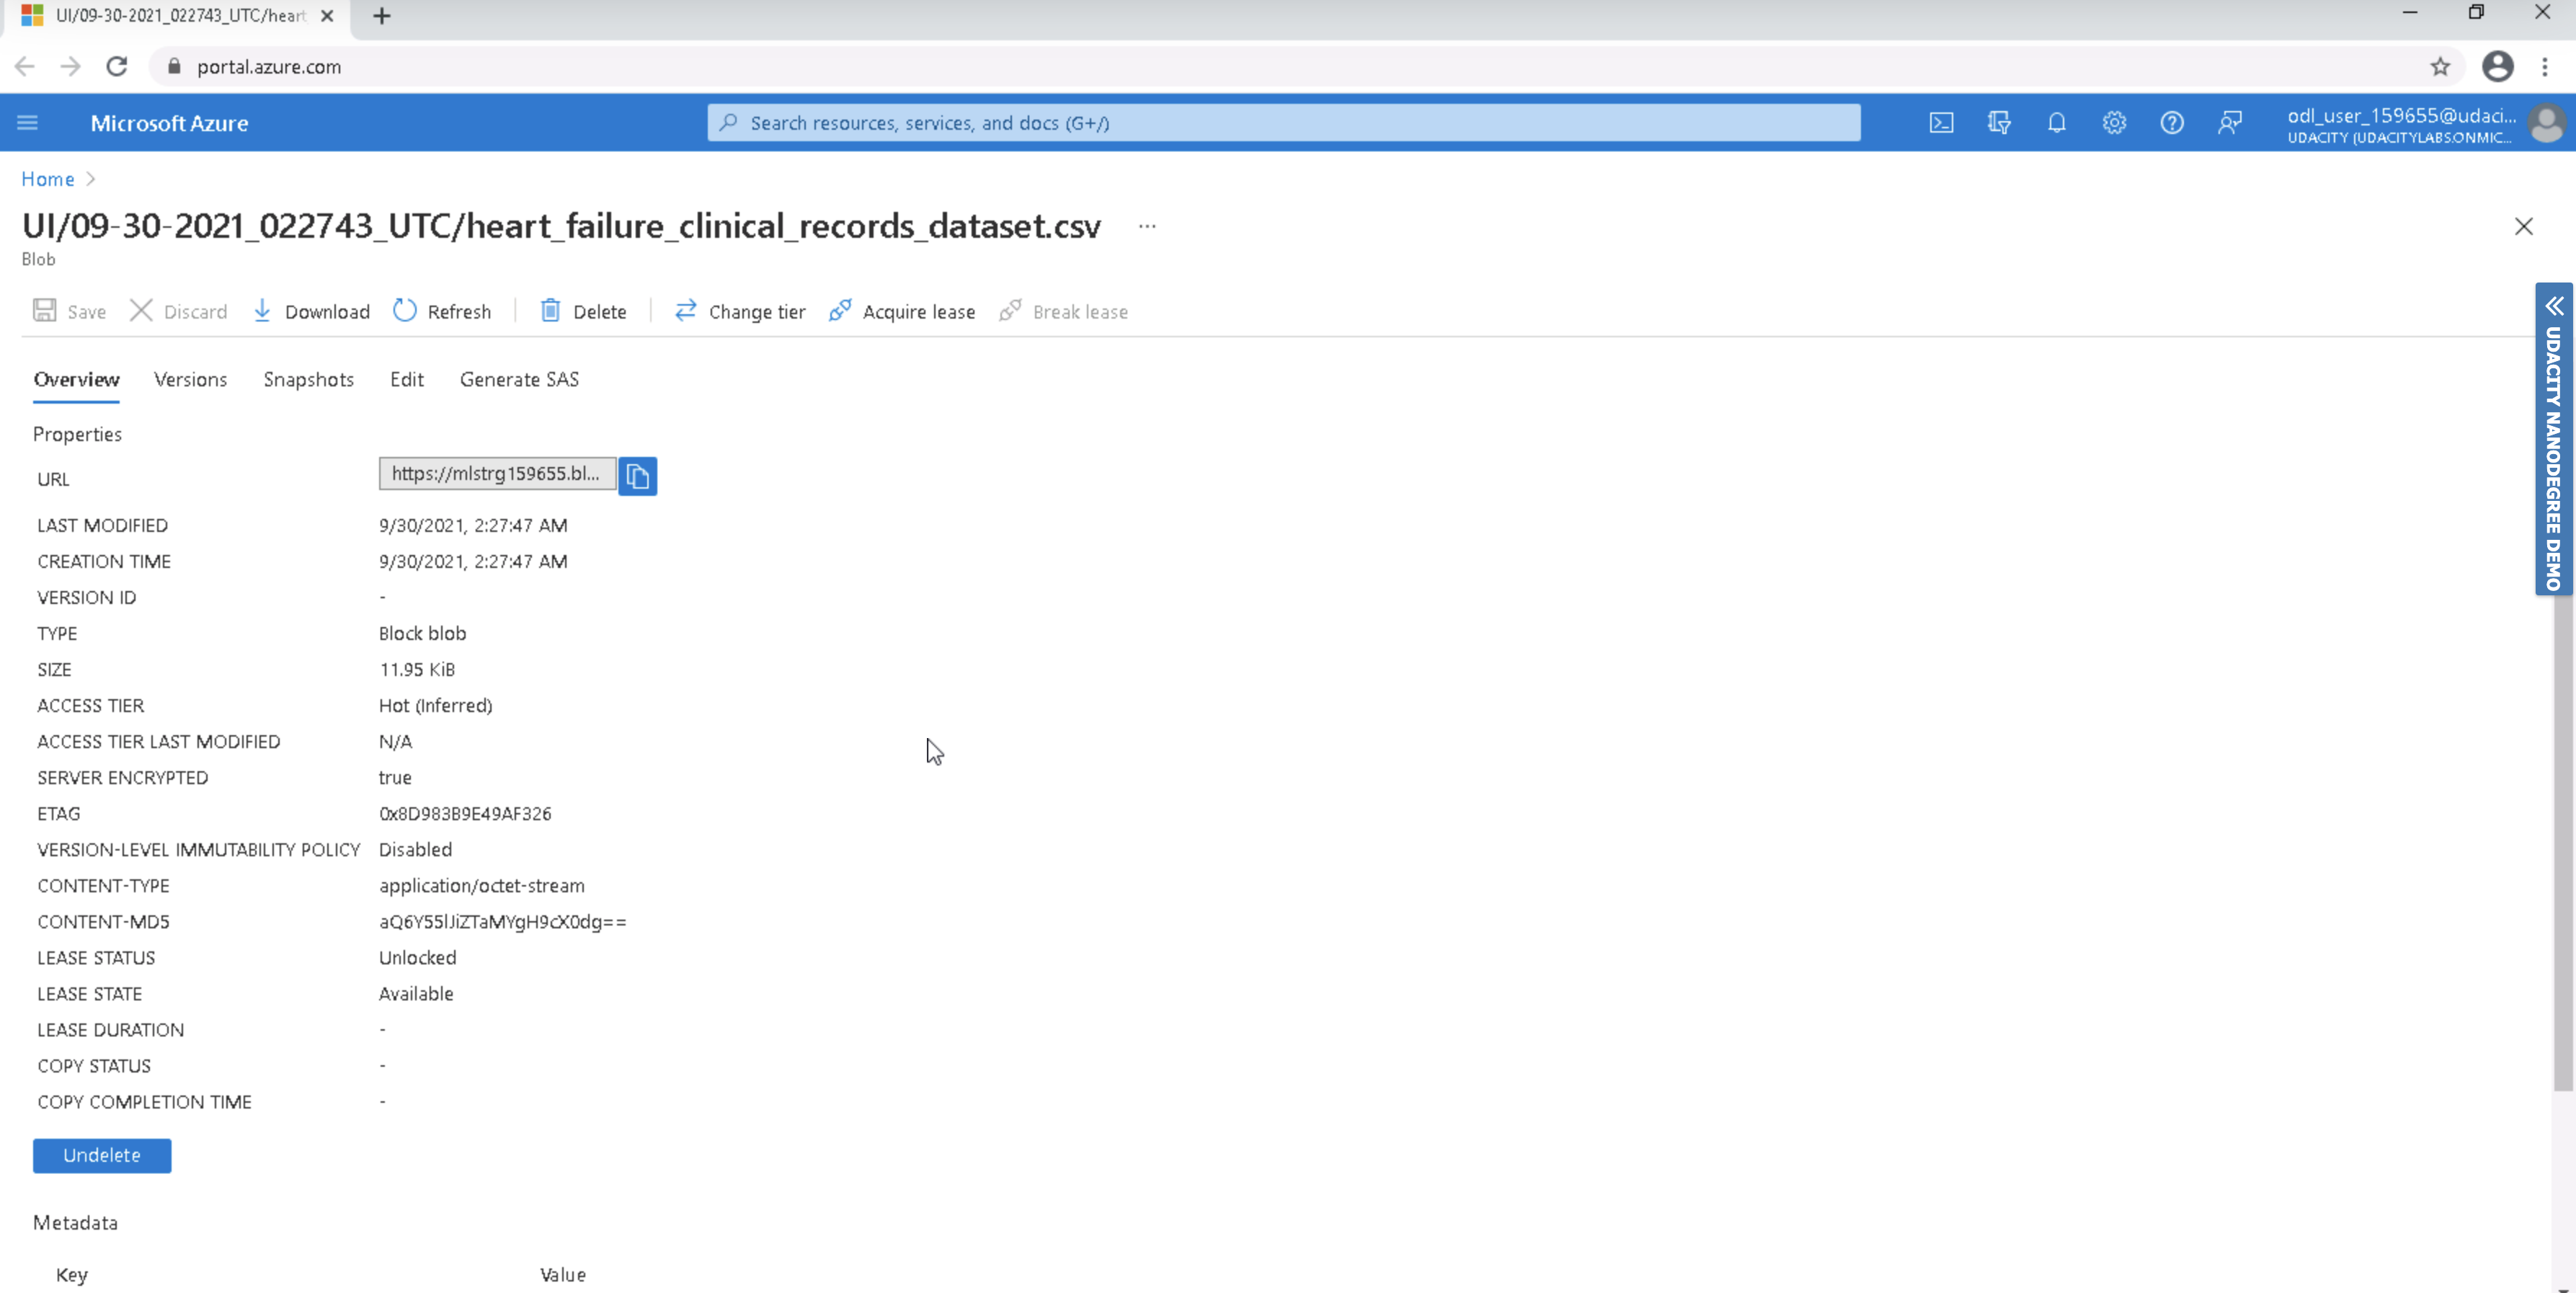 UI/09-30-2021_022743_UTC/heart
portal.azure.com
Microsoft Azure
Search resources, services, and docs (G+/)
odl_user_159655@udaci...
UDACITY (UDACITYLABS.ONMIC...
Home
UI/09-30-2021_022743_UTC/heart_failure_clinical_records_dataset.csv ...
Blob
Save Discard Download Refresh Delete Change tier Acquire lease Break lease
Overview Versions Snapshots Edit Generate SAS
Properties
URL https://mlstrg159655.bl...
LAST MODIFIED 9/30/2021, 2:27:47 AM
CREATION TIME 9/30/2021, 2:27:47 AM
VERSION ID -
TYPE Block blob
SIZE 11.95 KiB
ACCESS TIER Hot (Inferred)
ACCESS TIER LAST MODIFIED N/A
SERVER ENCRYPTED true
ETAG 0x8D983B9E49AF326
VERSION-LEVEL IMMUTABILITY POLICY Disabled
CONTENT-TYPE application/octet-stream
CONTENT-MD5 aQ6Y55lJiZTaMYgH9cX0dg==
LEASE STATUS Unlocked
LEASE STATE Available
LEASE DURATION -
COPY STATUS -
COPY COMPLETION TIME -
Undelete
Metadata
Key Value
UDACITY NANODEGREE DEMO